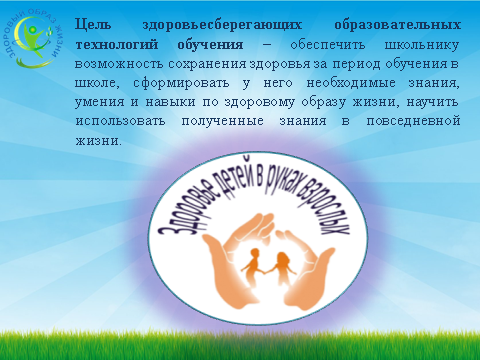 ЗДОРОВЫЙ ОБРАЗ ЖИЗНИ
Цель здоровьесберегающих образовательных
технологий обучения – обеспечить школьнику
возможность сохранения здоровья за период обучения в
школе, сформировать у него необходимые знания,
умения и навыки по здоровому образу жизни, научить
использовать полученные знания в повседневной
жизни.
Здоровье детей в руках взрослых